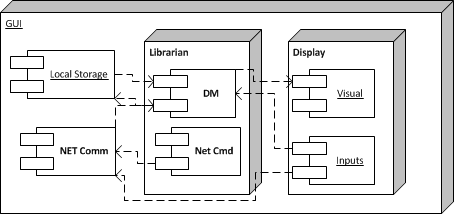 GUI
Librarian
Display
Local Storage
DM
Visual
NET Comm
Net Cmd
Inputs